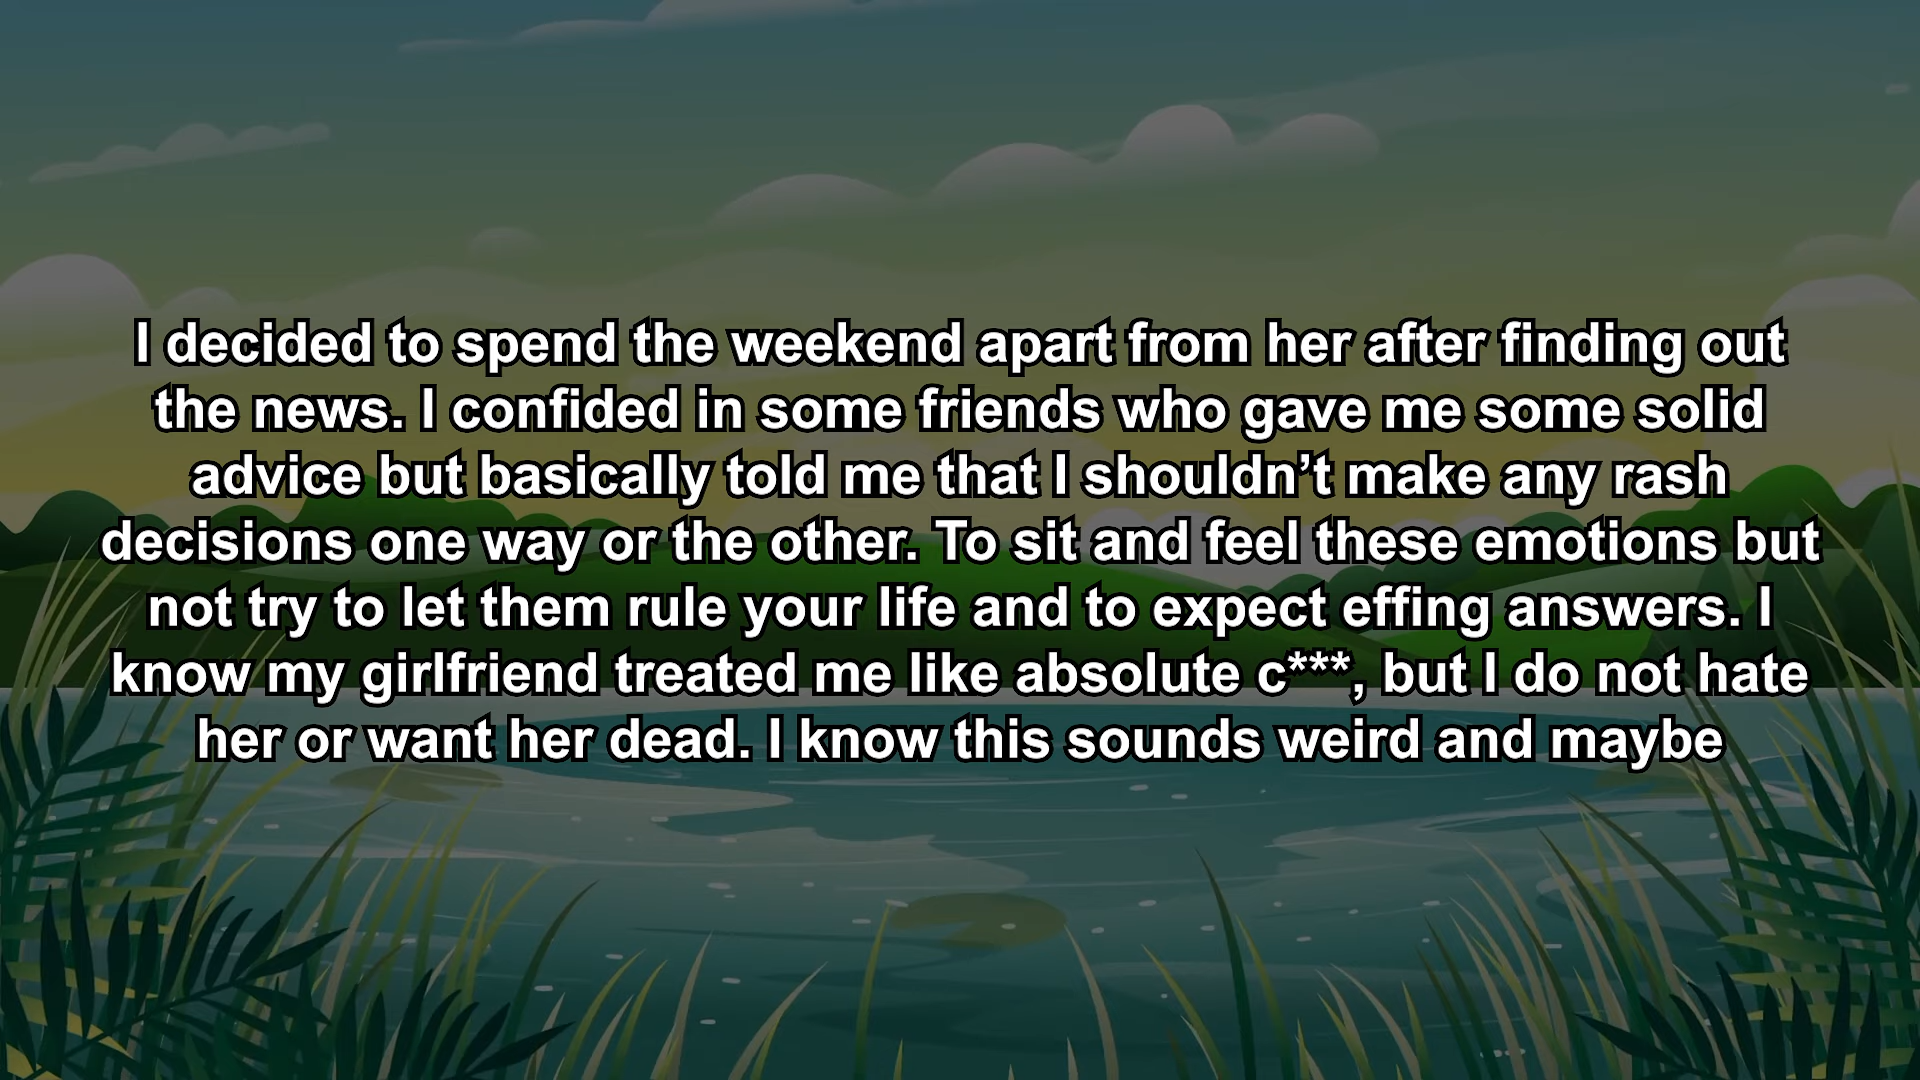 I decided to spend the weekend apart from her after finding out
the news. I confided in some friends who gave me some solid
advice but basically told me that I shouldn’t make any rash
decisions one way or the other. To sit and feel these emotions but
not try to let them rule your life and to expect effing answers. I
know my girlfriend treated me like absolute c***, but I do not hate
her or want her dead. I know this sounds weird and maybe